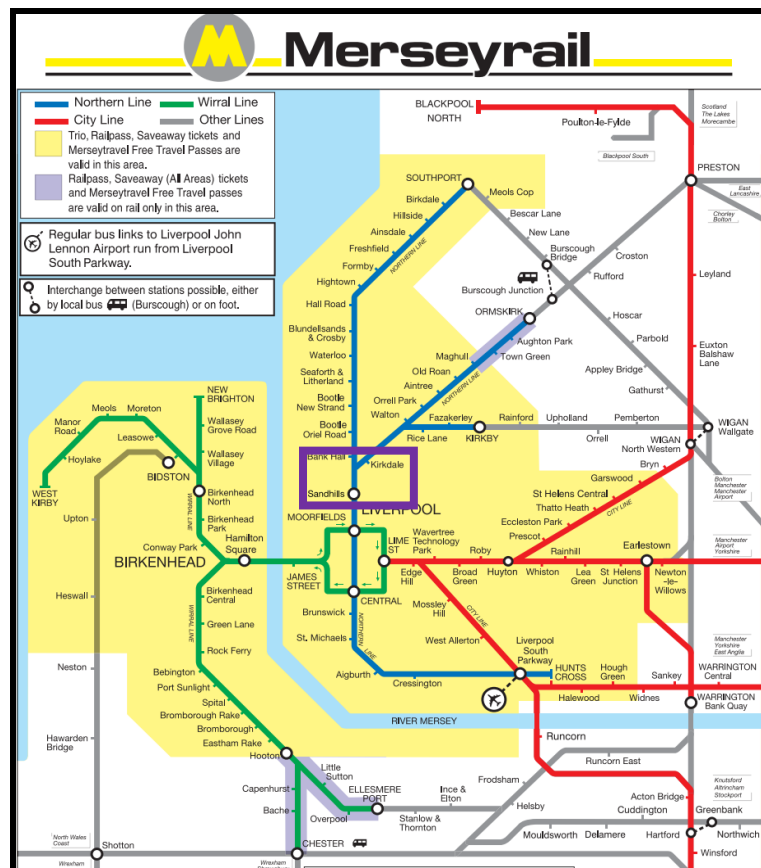 Merseyrail
Northern Line
Wirral Line
City Line
Other Lines
Trio, Railpass, Saveaway tickets and
Merseytravel Free Travel Passes are
valid in this area.
Railpass, Saveaway (All Areas) tickets
and Merseytravel Free Travel passes
are valid on rail only in this area.
Regular bus links to Liverpool John
Lennon Airport run from Liverpool
South Parkway.
Interchange between stations possible, either
by local bus (Burscough) or on foot.
BLACKPOOL
NORTH
Poulton-le-Fylde
Blackpool South
Scotland
The Lakes
Morecambe
PRESTON
East
Lancashire
Chorley
Bolton
SOUTHPORT
Meols Cop
Birkdale
Bescar Lane
Hillside
New Lane
Ainsdale
Burscough
Bridge
Croston
Freshfield
NORTHERN LINE
Rufford
Formby
Leyland
Hightown
Burscough Junction
Hall Road
ORMSKIRK
Hoscar
Blundellsands
& Crosby
Aughton Park
Parbold
Euxton
Balshaw
Lane
Waterloo
Maghull
Town Green
Appley Bridge
Old Roan
Seaforth &
Litherland
Aintree
NORTHERN LINE
Gathurst
Bootle
New Strand
Orrell Park
Walton
Fazakerley
Rainford
Upholland
Pemberton
WIGAN
Wallgate
Bootle
Oriel Road
Rice Lane
KIRKBY
Orrell
WIGAN
North Western
Bank Hall
Kirkdale
Bryn
Sandhills
Garswood
St Helens Central
Thatto Heath
CITY LINE
Eccleston Park
Prescot
Bolton
Manchester
Manchester Airport
NEW
BRIGHTON
Meols
Moreton
Manor
Road
Wallasey
Grove Road
Leasowe
Hoylake
Wallasey
Village
BIDSTON
WEST
KIRBY
WIRRAL LINE
Birkenhead
North
Upton
Birkenhead
Park
LIVERPOOL
MOORFIELDS
Conway Park
Hamilton
Square
BIRKENHEAD
LIME
ST
Wavertree
Technology
Park
Roby
Rainhill
Earlestown
Manchester
Airport
Yorkshire
JAMES
STREET
Edge
Hill
Broad
Green
Huyton
Whiston
Lea
Green
St Helens
Junction
Newton
-le-
Willows
CENTRAL
Heswall
Birkenhead
Central
Brunswick
Mossley
Hill
CITY LINE
Green Lane
WIRRAL LINE
NORTHERN
LINE
St. Michaels
West Allerton
Liverpool
South
Parkway
Manchester
Yorkshire
East Anglia
Rock Ferry
Neston
Bebington
Aigburth
Cressington
HUNTS
CROSS
Hough
Green
Sankey
WARRINGTON
Central
Port Sunlight
Halewood
Widnes
Spital
WARRINGTON
Bank Quay
Bromborough Rake
RIVER MERSEY
Hawarden
Bridge
Bromborough
Runcorn
Eastham Rake
Hooton
Runcorn East
Little
Sutton
ELLESMERE
PORT
Capenhurst
Ince &
Elton
Frodsham
Knutsford
Altrincham
Stockport
Acton Bridge
Bache
Overpool
Stanlow &
Thornton
Helsby
Cuddington
Greenbank
North Wales
Coast
Shotton
CHESTER
Mouldsworth
Delamere
Hartford
Northwich
Wrexham
Winsford